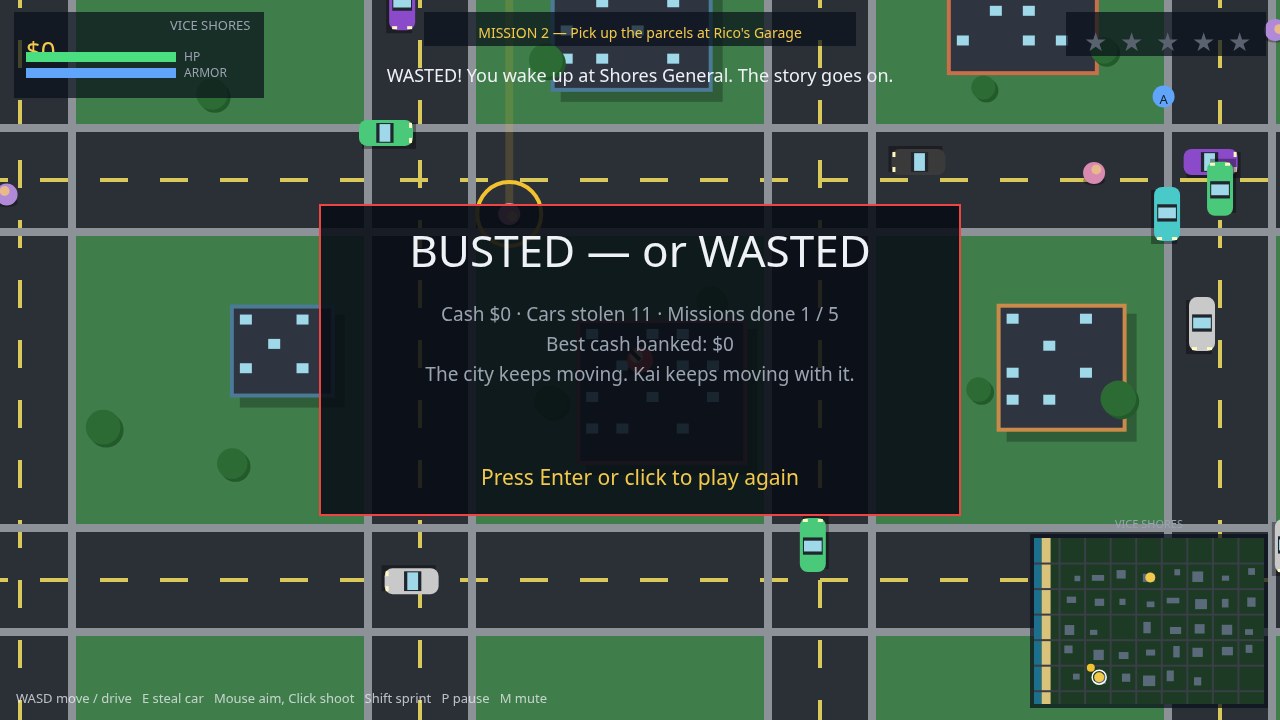 VICE SHORES
$0
HP
ARMOR
MISSION 2 — Pick up the parcels at Rico's Garage
WASTED! You wake up at Shores General. The story goes on.
★ ★ ★ ★ ★
A
BUSTED — or WASTED
Cash $0 · Cars stolen 11 · Missions done 1 / 5
Best cash banked: $0
The city keeps moving. Kai keeps moving with it.
Press Enter or click to play again
VICE SHORES
WASD move / drive   E steal car   Mouse aim, Click shoot   Shift sprint   P pause   M mute